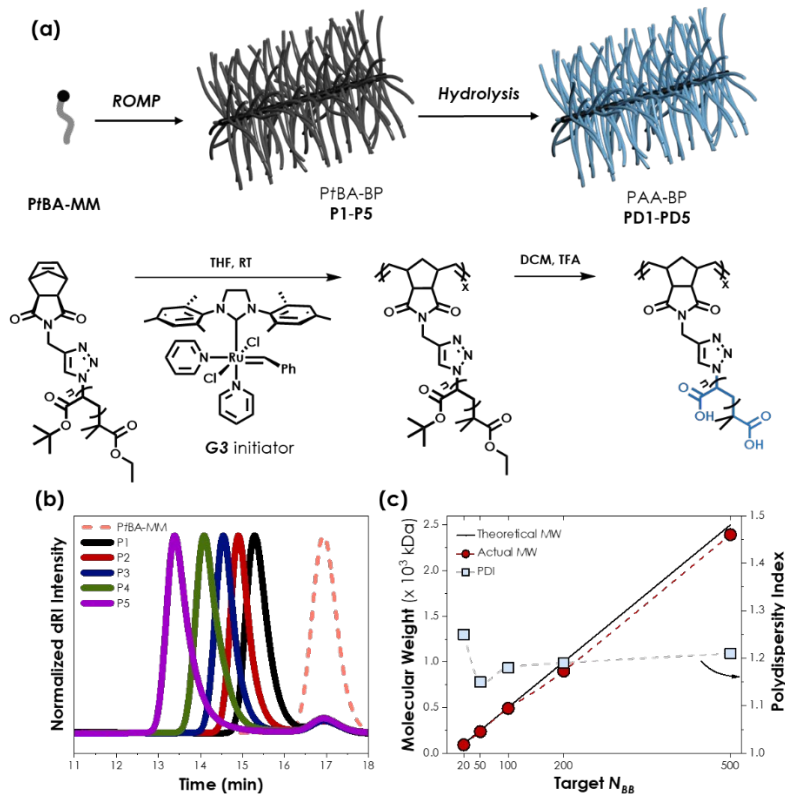 (a)
ROMP
Hydrolysis
PtBA-MM
PtBA-BP
P1-P5
PAA-BP
PD1-PD5
THF, RT
DCM, TFA
O
N
O
N
N
N
n
O
O
O
O
N
N
Cl
N
Ru
Ph
Cl
N
G3 initiator
x
O
N
O
N
N
N
n
O
O
O
O
x
O
N
O
N
N
N
n
O
OH
O
OH
(b)
Normalized dRI Intensity
PtBA-MM
P1
P2
P3
P4
P5
11 12 13 14 15 16 17 18
Time (min)
(c)
Molecular Weight (x 10³ kDa)
2.5
2.0
1.5
1.0
0.5
0.0
Theoretical MW
Actual MW
PDI
1.5
1.4
1.3
1.2
1.1
1.0
Polydispersity Index
20 50 100 200 500
Target NBB